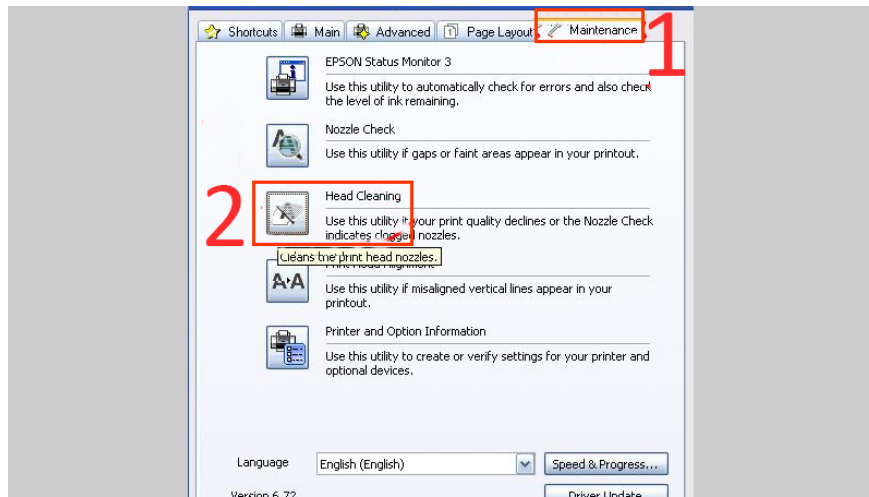 Shortcuts Main Advanced Page Layout Maintenance
1
EPSON Status Monitor 3
Use this utility to automatically check for errors and also check
the level of ink remaining.
Nozzle Check
Use this utility if gaps or faint areas appear in your printout.
2
Head Cleaning
Use this utility if your print quality declines or the Nozzle Check
indicates clogged nozzles.
Cleans the print head nozzles.
Print Head Alignment
Use this utility if misaligned vertical lines appear in your
printout.
Printer and Option Information
Use this utility to create or verify settings for your printer and
optional devices.
Language English (English) Speed & Progress...
Version 6.72 Driver Update